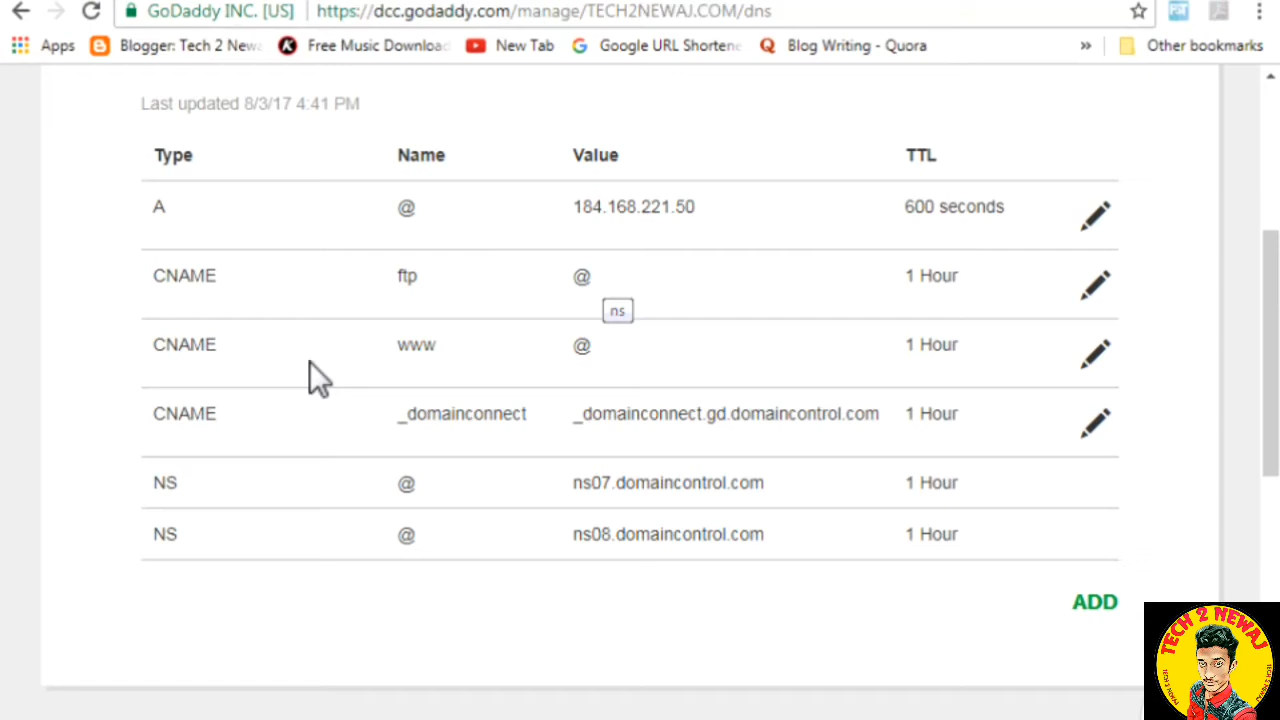 GoDaddy INC. [US] https://dcc.godaddy.com/manage/TECH2NEWAJ.COM/dns
Apps Blogger: Tech 2 Newa Free Music Download New Tab Google URL Shortene Blog Writing - Quora » Other bookmarks
Last updated 8/3/17 4:41 PM
Type Name Value TTL
A @ 184.168.221.50 600 seconds
CNAME ftp @ 1 Hour
ns
CNAME www @ 1 Hour
CNAME _domainconnect _domainconnect.gd.domaincontrol.com 1 Hour
NS @ ns07.domaincontrol.com 1 Hour
NS @ ns08.domaincontrol.com 1 Hour
ADD
TECH 2 NEWAJ